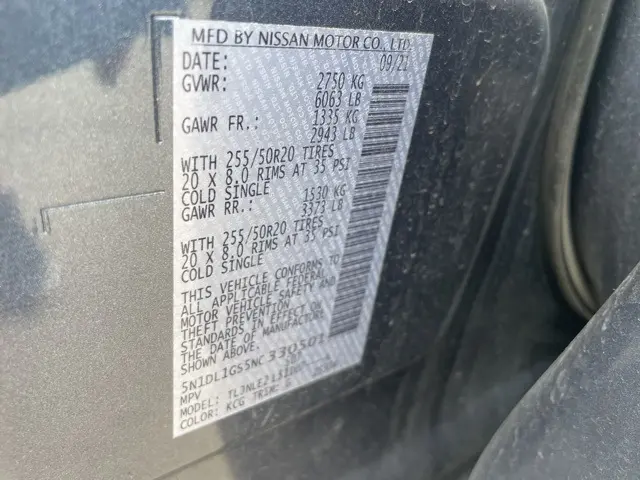 MFD BY NISSAN MOTOR CO., LTD.
DATE: 09/21
GVWR: 2750 KG
6063 LB
GAWR FR.: 1335 KG
2943 LB
WITH 255/50R20 TIRES
20 X 8.0 RIMS AT 35 PSI
COLD SINGLE
GAWR RR.: 1530 KG
3373 LB
WITH 255/50R20 TIRES
20 X 8.0 RIMS AT 35 PSI
COLD SINGLE
THIS VEHICLE CONFORMS TO
ALL APPLICABLE FEDERAL
MOTOR VEHICLE SAFETY AND
THEFT PREVENTION
STANDARDS IN EFFECT ON
THE DATE OF MANUFACTURE
SHOWN ABOVE.
5N1DL1GS5NC330501
MPV
MODEL:
COLOR: KCG TRIM: G